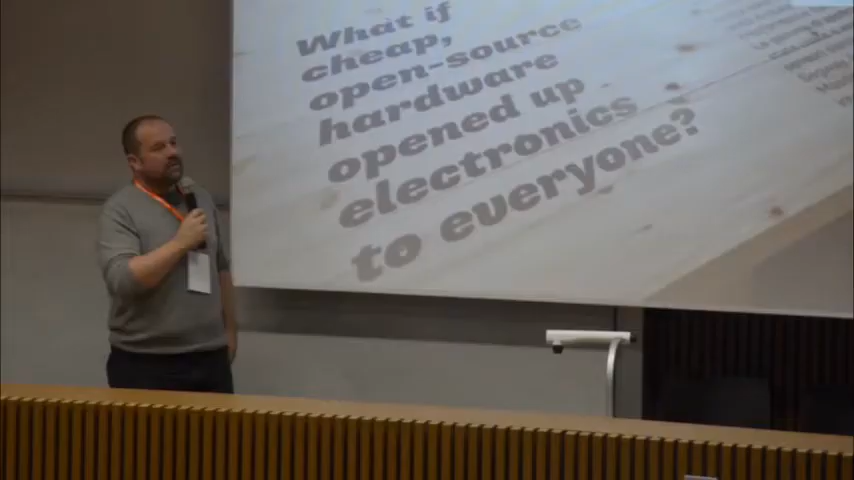 What if
cheap,
open-source
hardware
opened up
electronics
to everyone?